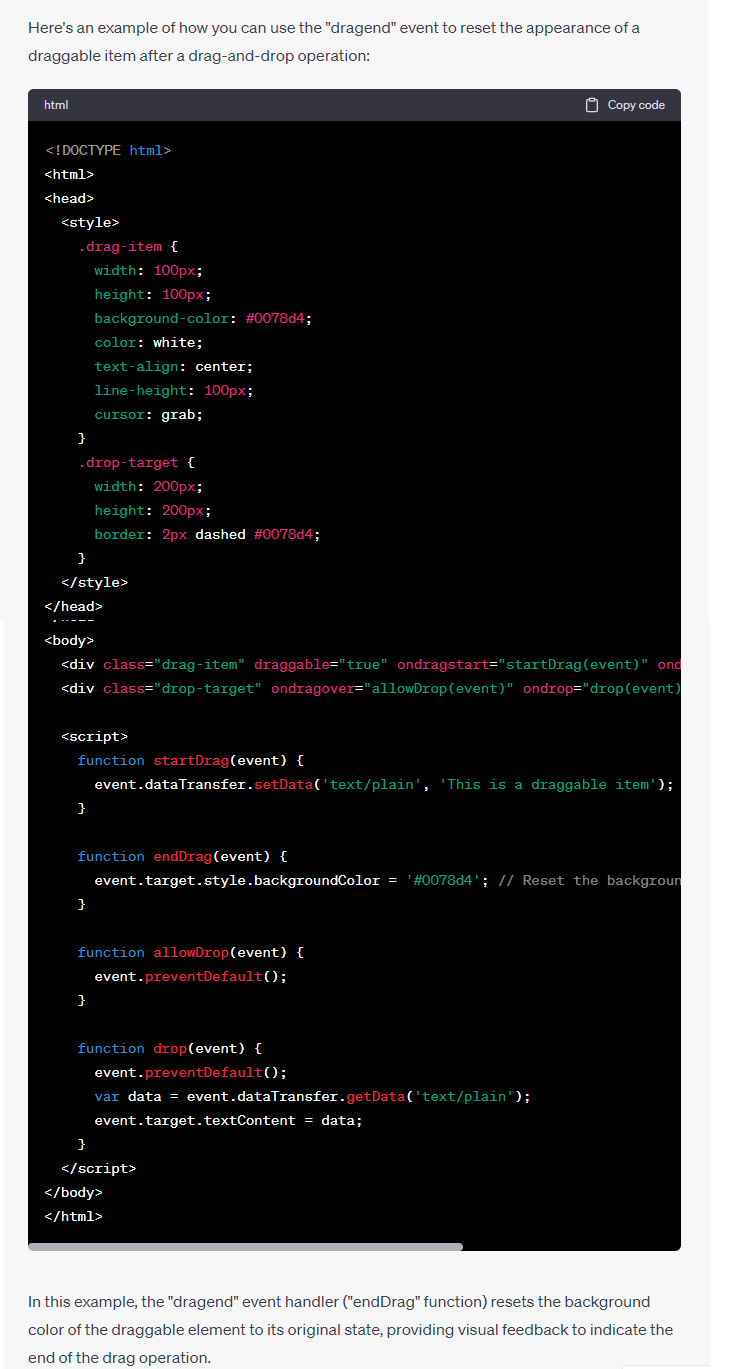 Here's an example of how you can use the "dragend" event to reset the appearance of a
draggable item after a drag-and-drop operation:
html
Copy code
<!DOCTYPE html>
<html>
<head>
  <style>
    .drag-item {
      width: 100px;
      height: 100px;
      background-color: #0078d4;
      color: white;
      text-align: center;
      line-height: 100px;
      cursor: grab;
    }
    .drop-target {
      width: 200px;
      height: 200px;
      border: 2px dashed #0078d4;
    }
  </style>
</head>
<body>
  <div class="drag-item" draggable="true" ondragstart="startDrag(event)" ond
  <div class="drop-target" ondragover="allowDrop(event)" ondrop="drop(event)
  <script>
    function startDrag(event) {
      event.dataTransfer.setData('text/plain', 'This is a draggable item');
    }
    function endDrag(event) {
      event.target.style.backgroundColor = '#0078d4'; // Reset the backgroun
    }
    function allowDrop(event) {
      event.preventDefault();
    }
    function drop(event) {
      event.preventDefault();
      var data = event.dataTransfer.getData('text/plain');
      event.target.textContent = data;
    }
  </script>
</body>
</html>
In this example, the "dragend" event handler ("endDrag" function) resets the background
color of the draggable element to its original state, providing visual feedback to indicate the
end of the drag operation.